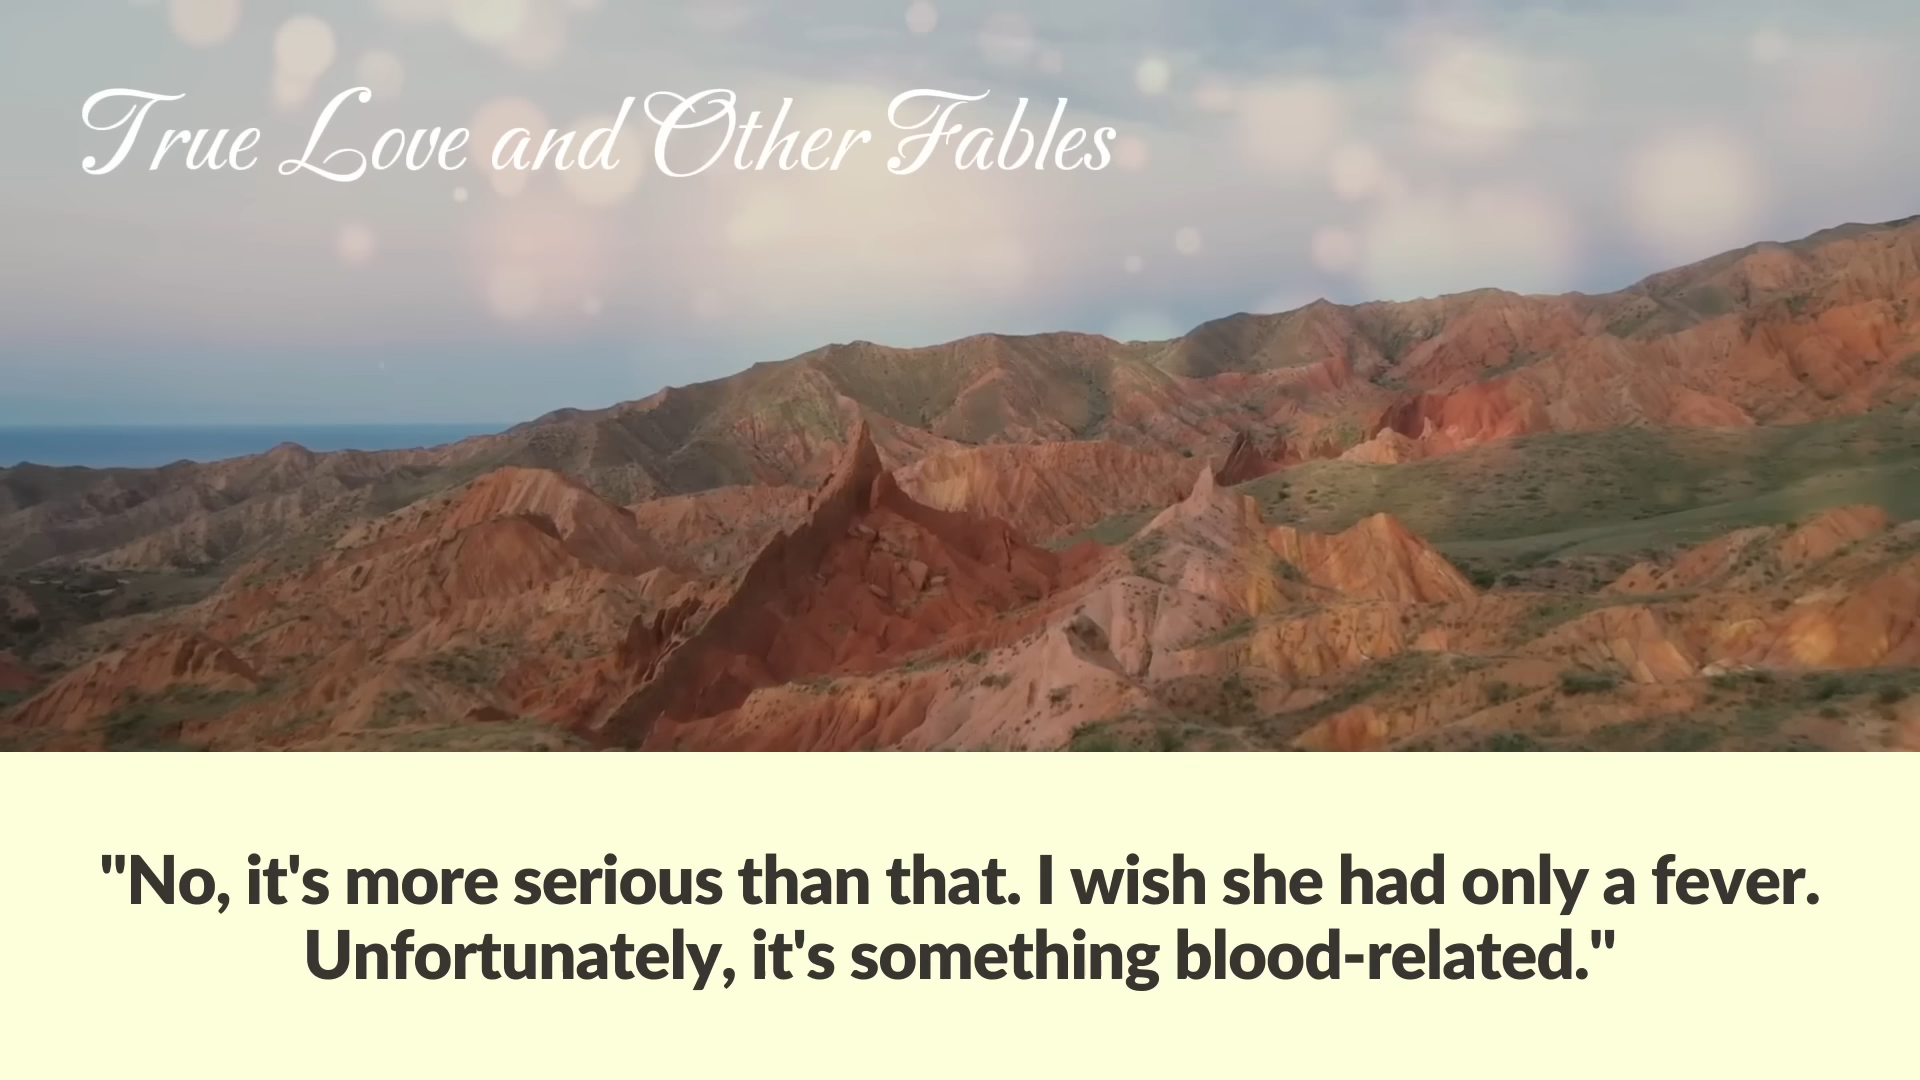 True Love and Other Fables
"No, it's more serious than that. I wish she had only a fever.
Unfortunately, it's something blood-related."